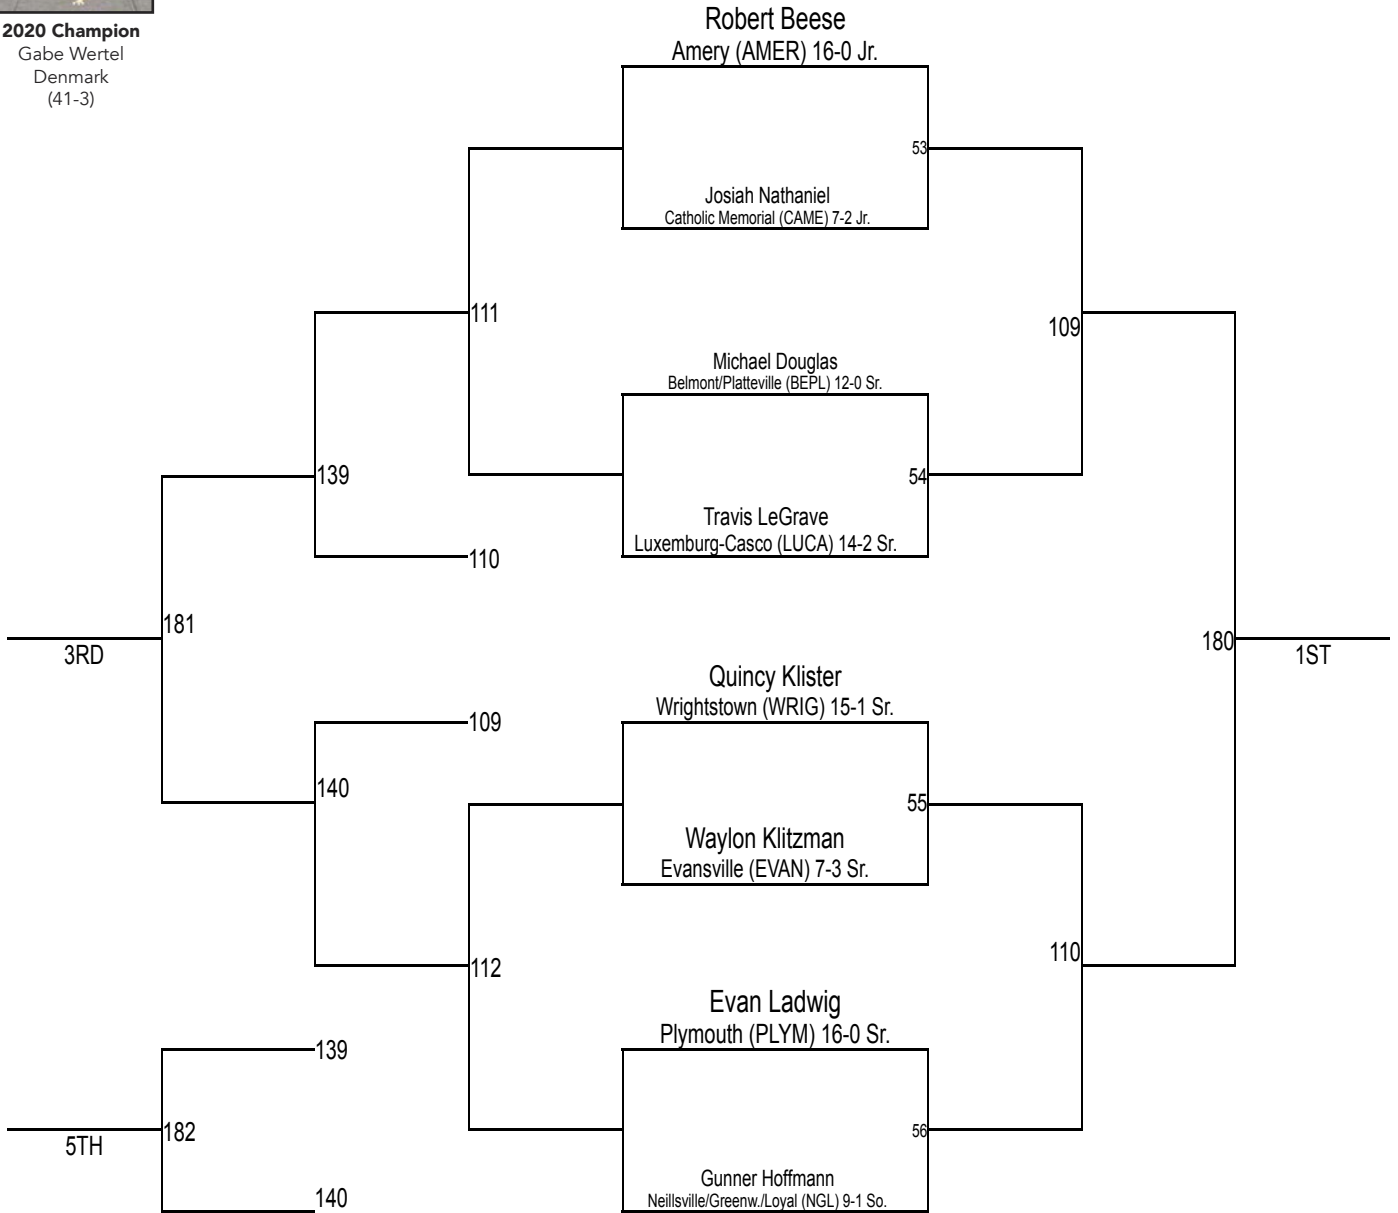 2020 Champion
Gabe Wertel
Denmark
(41-3)
Robert Beese
Amery (AMER) 16-0 Jr.
53
Josiah Nathaniel
Catholic Memorial (CAME) 7-2 Jr.
111
109
Michael Douglas
Belmont/Platteville (BEPL) 12-0 Sr.
139
54
Travis LeGrave
Luxemburg-Casco (LUCA) 14-2 Sr.
110
181
3RD
180
1ST
Quincy Klister
Wrightstown (WRIG) 15-1 Sr.
109
140
55
Waylon Klitzman
Evansville (EVAN) 7-3 Sr.
112
110
Evan Ladwig
Plymouth (PLYM) 16-0 Sr.
139
182
5TH
56
Gunner Hoffmann
Neillsville/Greenw./Loyal (NGL) 9-1 So.
140